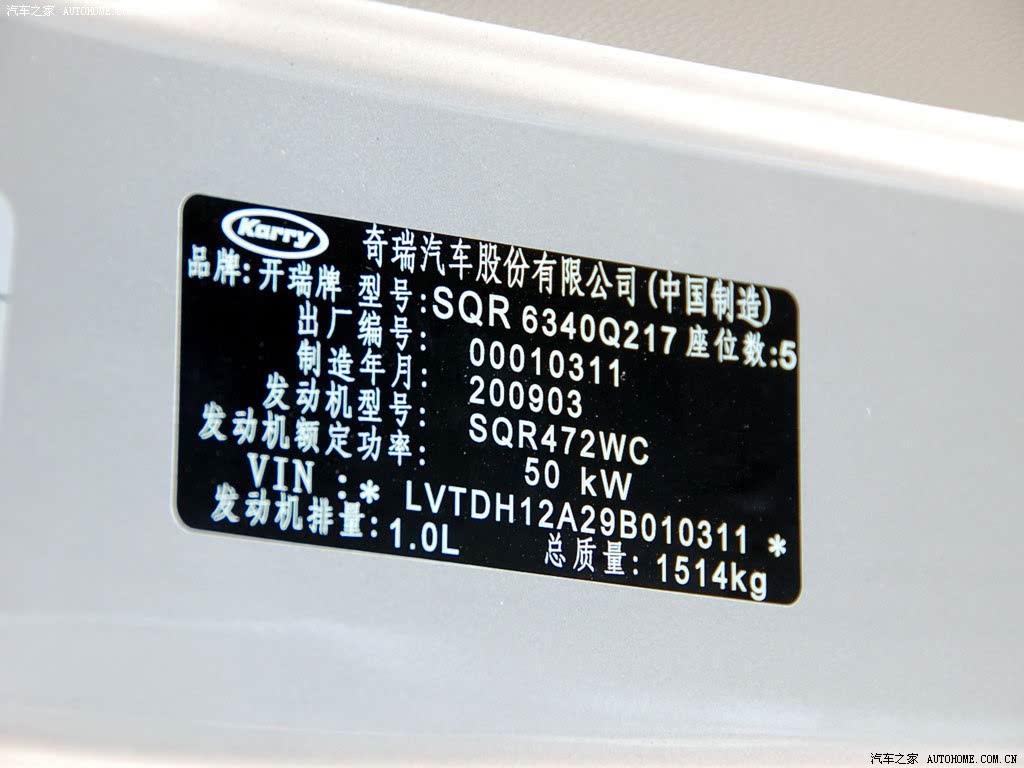 汽车之家 AUTOHOME.COM.CN
Karry
奇瑞汽车股份有限公司(中国制造)
品牌:开瑞牌 型号:SQR 6340Q217 座位数:5
出厂编号: 00010311
制造年月: 200903
发动机型号: SQR472WC
发动机额定功率: 50 kW
VIN :* LVTDH12A29B010311 *
发动机排量:1.0L 总质量: 1514kg
汽车之家 AUTOHOME.COM.CN